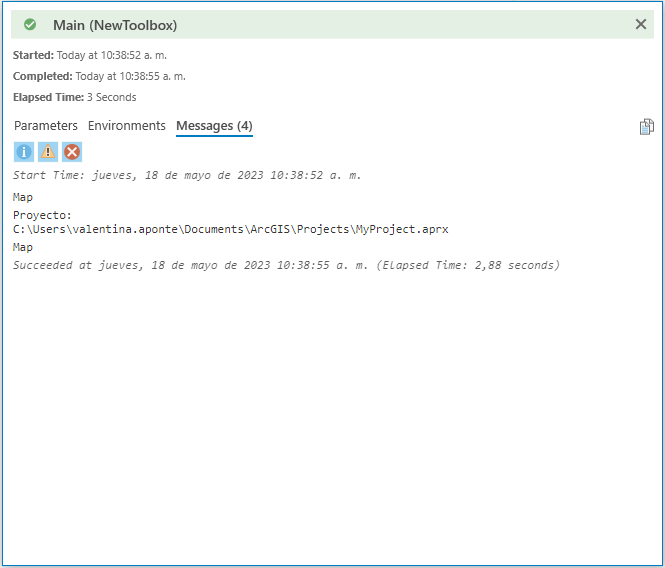 Main (NewToolbox)
Started: Today at 10:38:52 a. m.
Completed: Today at 10:38:55 a. m.
Elapsed Time: 3 Seconds
Parameters Environments Messages (4)
Start Time: jueves, 18 de mayo de 2023 10:38:52 a. m.
Map
Proyecto:
C:\Users\valentina.aponte\Documents\ArcGIS\Projects\MyProject.aprx
Map
Succeeded at jueves, 18 de mayo de 2023 10:38:55 a. m. (Elapsed Time: 2,88 seconds)